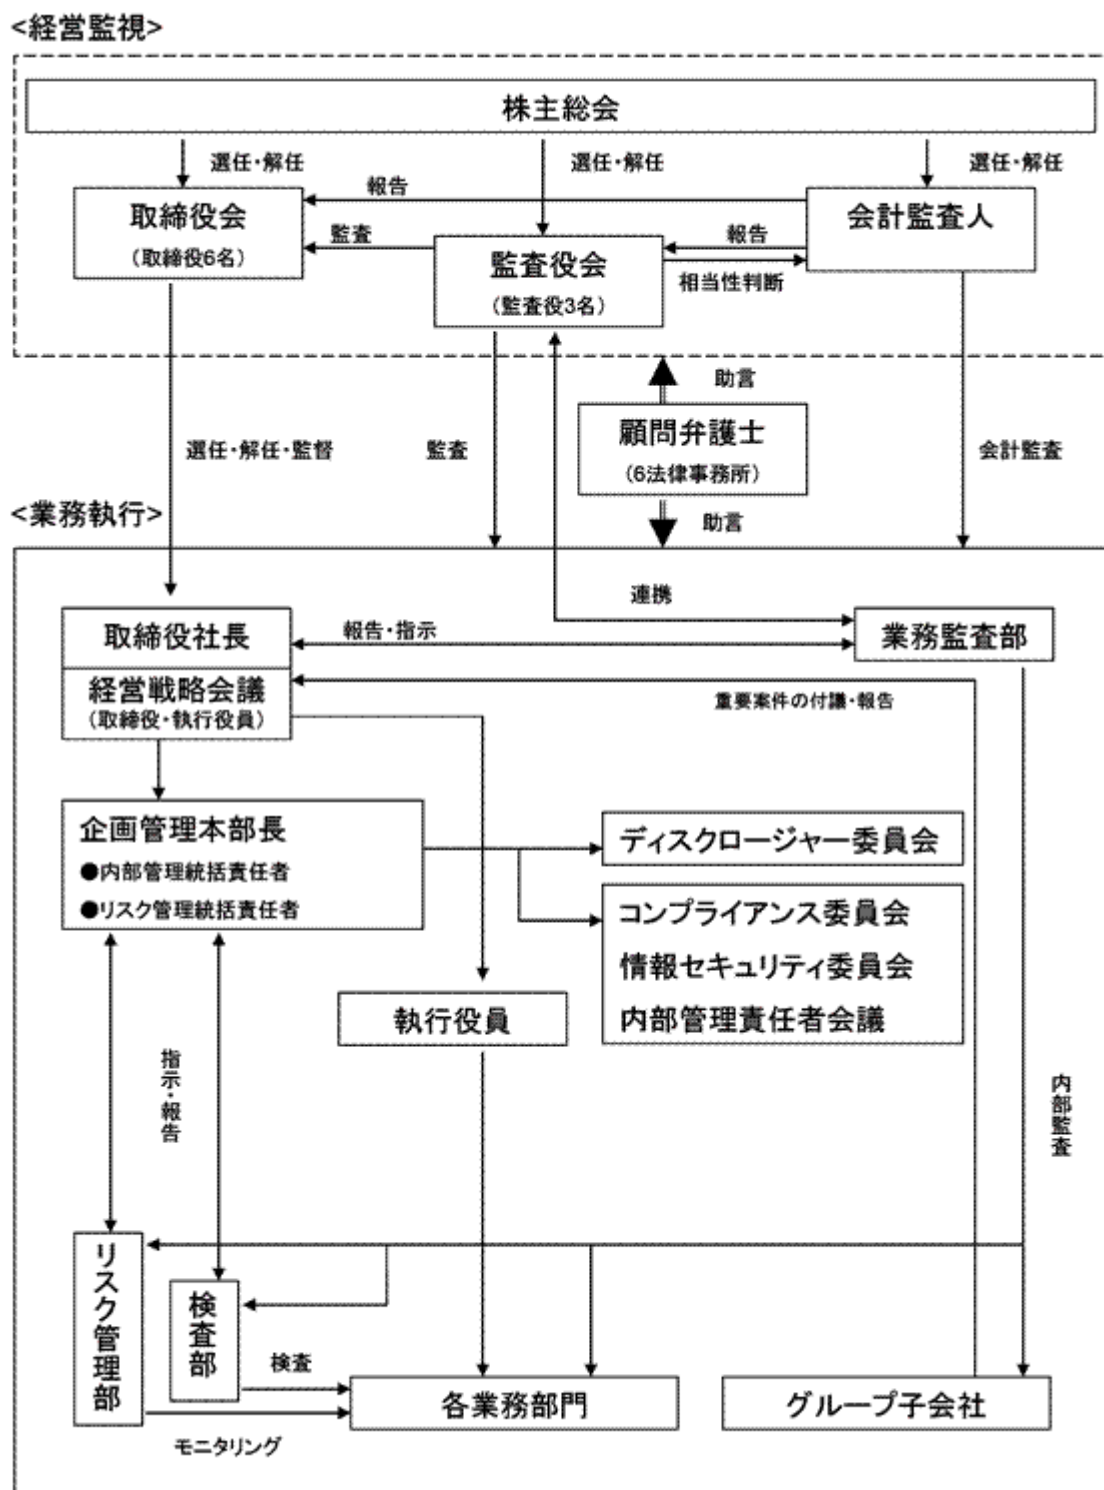 <経営監視>
株主総会
選任・解任
選任・解任
選任・解任
報告
取締役会
(取締役6名)
会計監査人
監査
報告
監査役会
(監査役3名)
相当性判断
助言
顧問弁護士
(6法律事務所)
選任・解任・監督
監査
会計監査
<業務執行>
助言
連携
取締役社長
報告・指示
業務監査部
経営戦略会議
(取締役・執行役員)
重要案件の付議・報告
企画管理本部長
●内部管理統括責任者
●リスク管理統括責任者
ディスクロージャー委員会
コンプライアンス委員会
情報セキュリティ委員会
内部管理責任者会議
執行役員
指示・報告
内部監査
リスク管理部
検査部
検査
各業務部門
グループ子会社
モニタリング